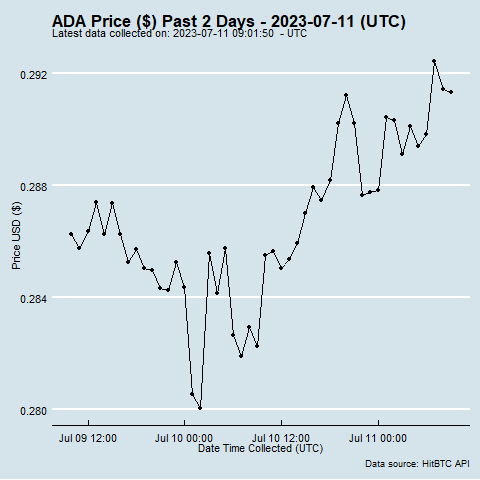 ADA Price ($) Past 2 Days - 2023-07-11 (UTC)
Latest data collected on: 2023-07-11 09:01:50  - UTC
0.292
0.288
0.284
0.280
Price USD ($)
Jul 09 12:00
Jul 10 00:00
Jul 10 12:00
Jul 11 00:00
Date Time Collected (UTC)
Data source: HitBTC API